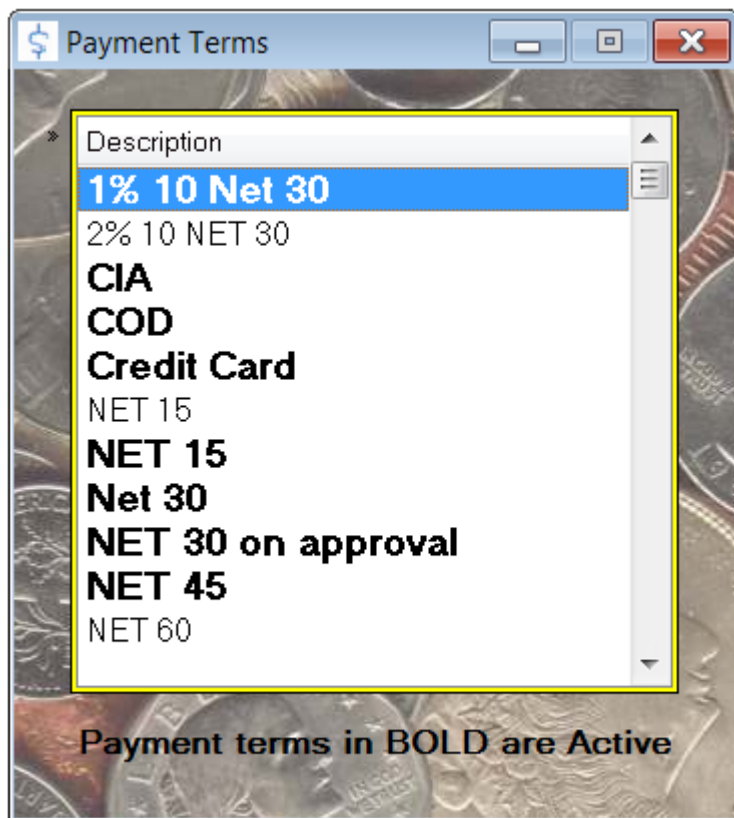 Payment Terms
Description
1% 10 Net 30
2% 10 NET 30
CIA
COD
Credit Card
NET 15
NET 15
Net 30
NET 30 on approval
NET 45
NET 60
Payment terms in BOLD are Active